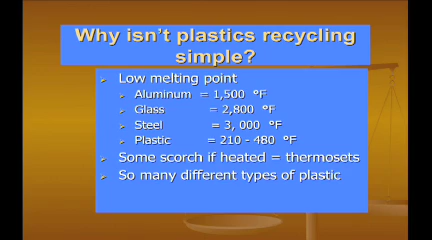 Why isn't plastics recycling
simple?
Low melting point
Aluminum = 1,500 °F
Glass = 2,800 °F
Steel = 3, 000 °F
Plastic = 210 - 480 °F
Some scorch if heated = thermosets
So many different types of plastic